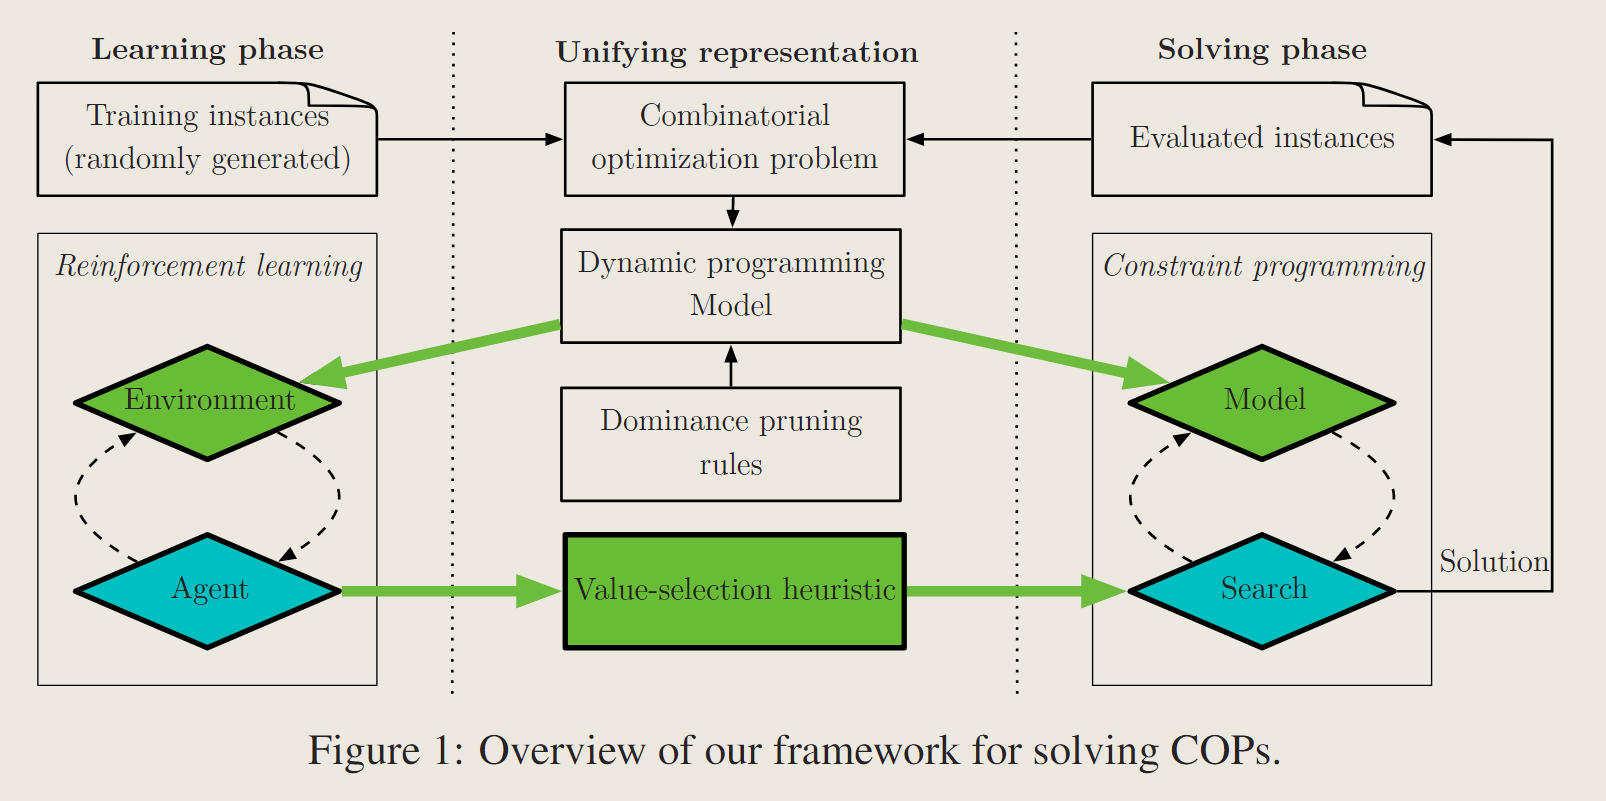 Learning phase
Unifying representation
Solving phase
Training instances
(randomly generated)
Combinatorial
optimization problem
Evaluated instances
Reinforcement learning
Dynamic programming
Model
Constraint programming
Environment
Model
Dominance pruning
rules
Agent
Value-selection heuristic
Search
Solution
Figure 1: Overview of our framework for solving COPs.